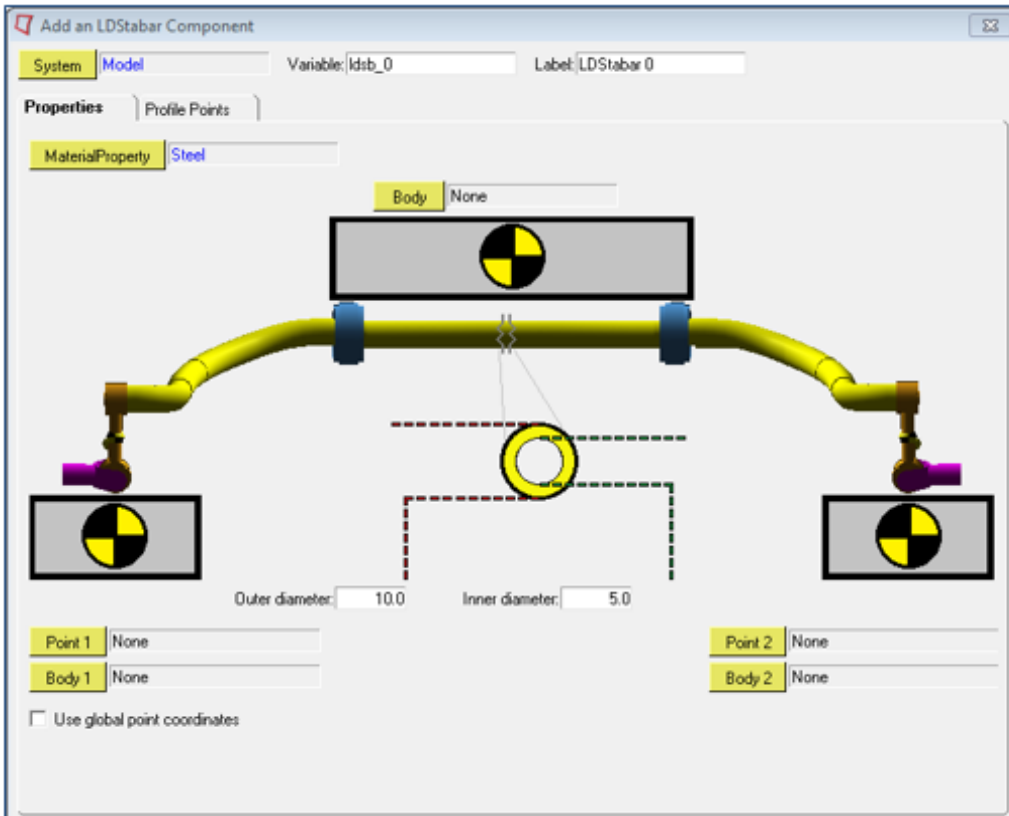 Add an LDStabar Component
System Model Variable: ldsb_0 Label: LDStabar 0
Properties Profile Points
MaterialProperty Steel
Body None
Outer diameter: 10.0 Inner diameter: 5.0
Point 1 None Point 2 None
Body 1 None Body 2 None
Use global point coordinates